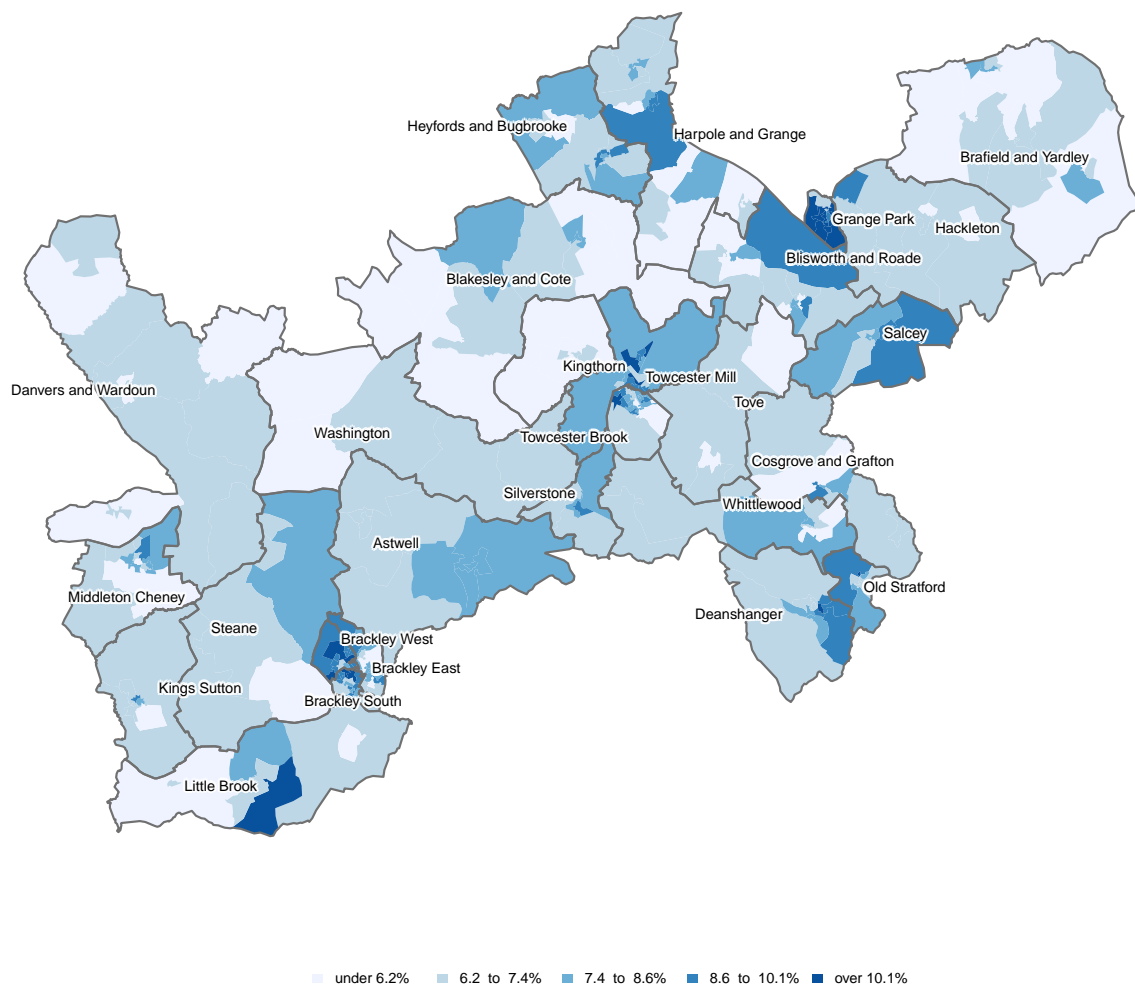 Heyfords and Bugbrooke
Harpole and Grange
Brafield and Yardley
Grange Park
Hackleton
Blisworth and Roade
Blakesley and Cote
Salcey
Kingthorn
Towcester Mill
Danvers and Wardoun
Tove
Washington
Towcester Brook
Cosgrove and Grafton
Silverstone
Whittlewood
Astwell
Old Stratford
Middleton Cheney
Deanshanger
Steane
Brackley West
Brackley East
Kings Sutton
Brackley South
Little Brook
under 6.2%
6.2 to 7.4%
7.4 to 8.6%
8.6 to 10.1%
over 10.1%